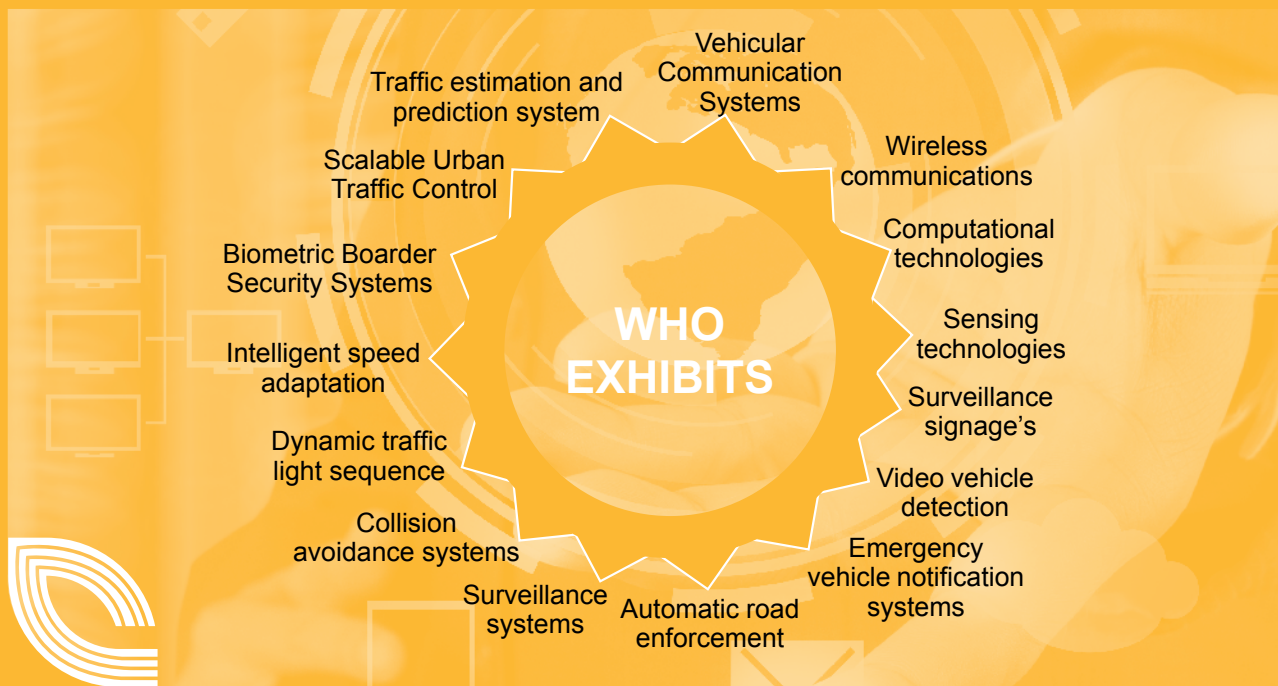 Vehicular
Communication
Systems
Wireless
communications
Computational
technologies
Sensing
technologies
Surveillance
signage's
Video vehicle
detection
Emergency
vehicle notification
systems
Automatic road
enforcement
Surveillance
systems
Collision
avoidance systems
Dynamic traffic
light sequence
Intelligent speed
adaptation
Biometric Boarder
Security Systems
Scalable Urban
Traffic Control
Traffic estimation and
prediction system
WHO
EXHIBITS